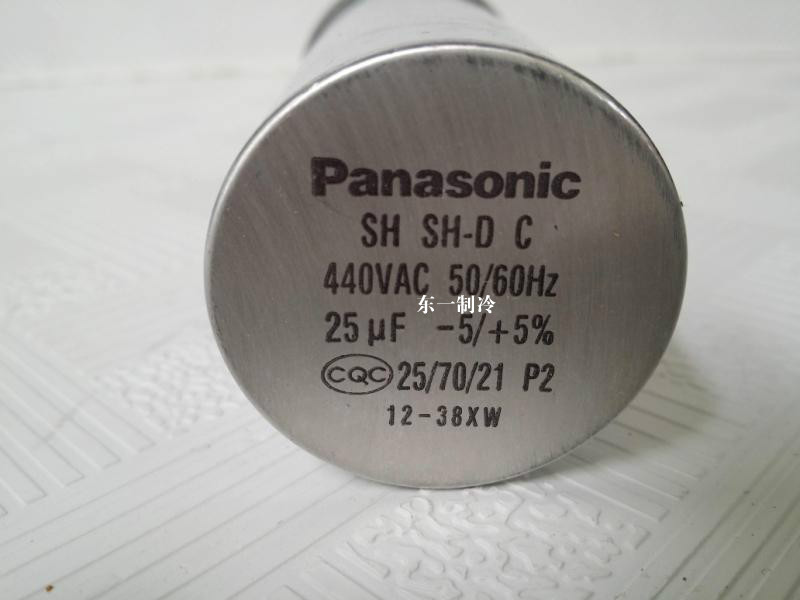 Panasonic
SH SH-D C
440VAC 50/60Hz
东一制冷
25 µF -5/+5%
CQC 25/70/21 P2
12-38XW